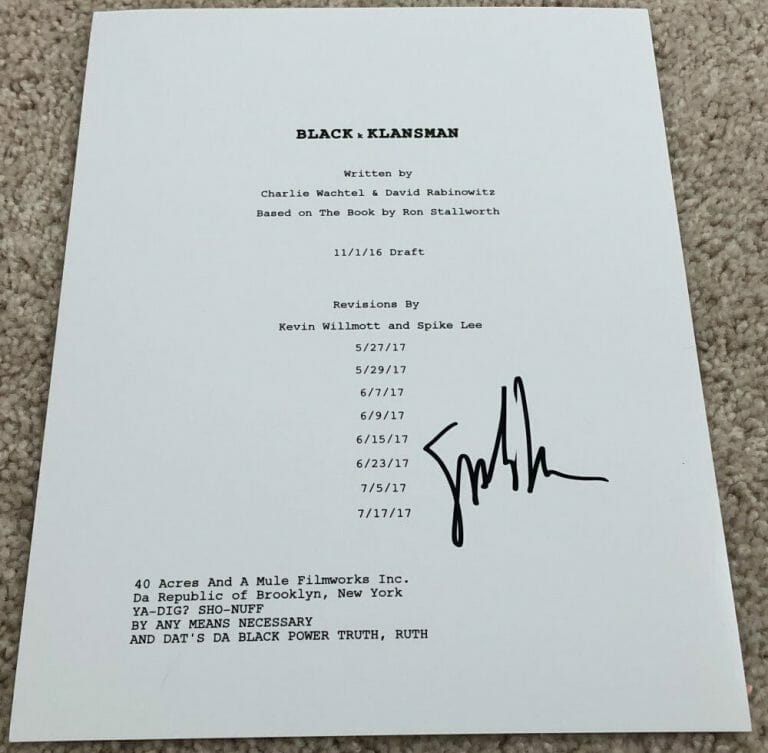 BLACK k KLANSMAN
Written by
Charlie Wachtel & David Rabinowitz
Based on The Book by Ron Stallworth
11/1/16 Draft
Revisions By
Kevin Willmott and Spike Lee
5/27/17
5/29/17
6/7/17
6/9/17
6/15/17
6/23/17
7/5/17
7/17/17
40 Acres And A Mule Filmworks Inc.
Da Republic of Brooklyn, New York
YA-DIG? SHO-NUFF
BY ANY MEANS NECESSARY
AND DAT'S DA BLACK POWER TRUTH, RUTH